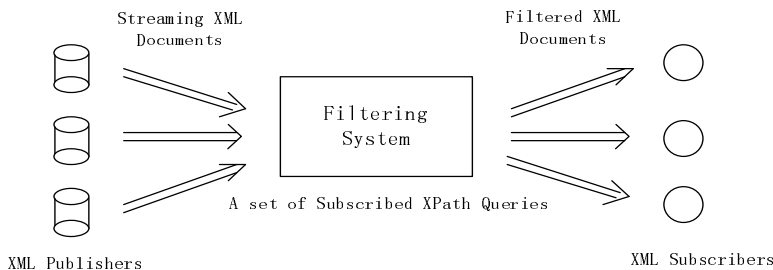 Streaming XML
Documents
Filtered XML
Documents
Filtering
System
A set of Subscribed XPath Queries
XML Publishers
XML Subscribers